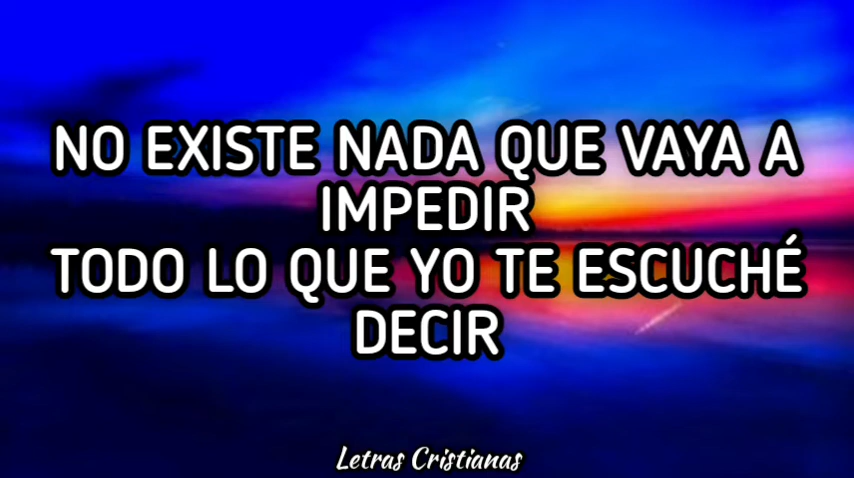 NO EXISTE NADA QUE VAYA A
IMPEDIR
TODO LO QUE YO TE ESCUCHÉ
DECIR
Letras Cristianas